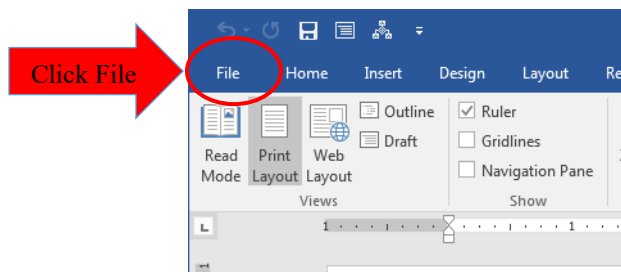 Click File
File Home Insert Design Layout Re
Outline Ruler
Draft Gridlines
Read Print Web Navigation Pane
Mode Layout Layout
Views Show
1 1